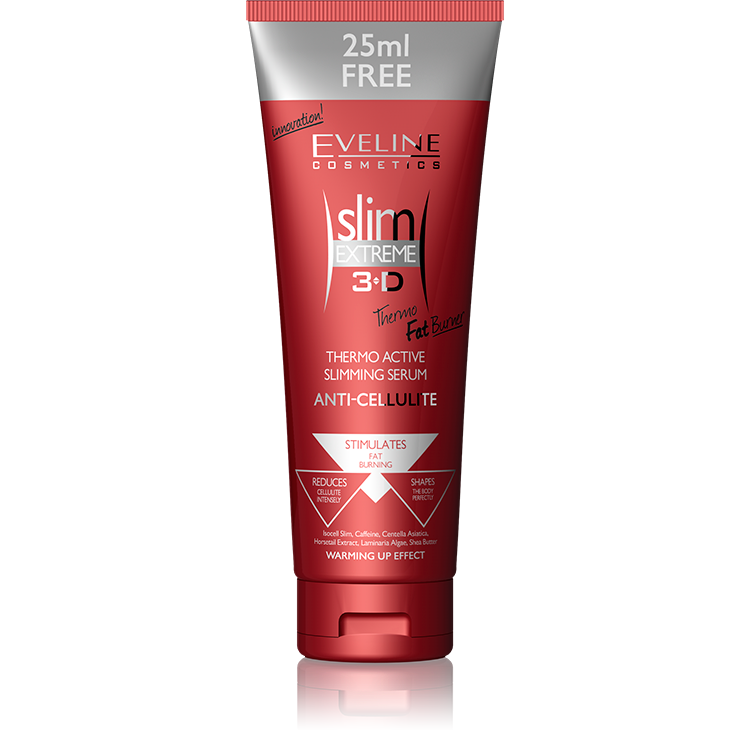 25ml
FREE
innovation!
EVELINE
COSMETICS
slim
EXTREME
3D
Thermo
Fat Burner
THERMO ACTIVE
SLIMMING SERUM
ANTI-CELLULITE
STIMULATES
FAT
BURNING
REDUCES
CELLULITE
INTENSELY
SHAPES
THE BODY
PERFECTLY
Isocell Slim, Caffeine, Centella Asiatica,
Horsetail Extract, Laminaria Algae, Shea Butter
WARMING UP EFFECT